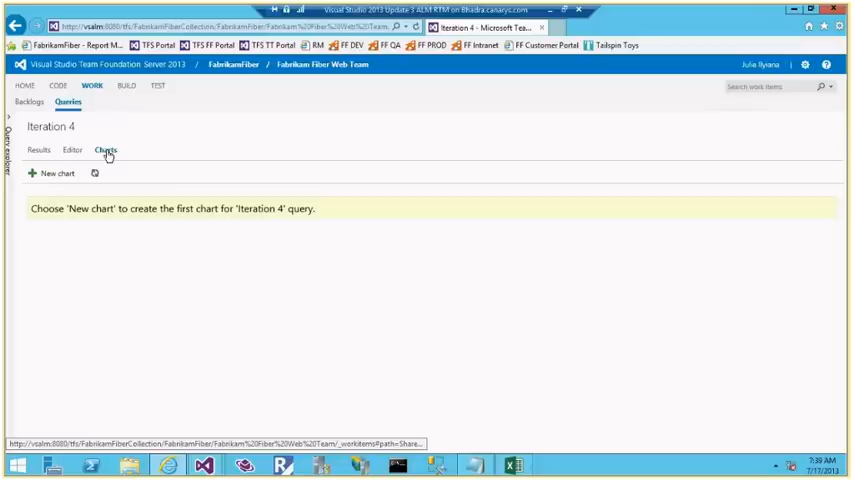 Visual Studio 2013 Update 3 ALM RTM on Bhadra.canarys.com
http://vsalm:8080/tfs/FabrikamFiberCollection/FabrikamFiber/Fabrikam%20Fiber%20Web%20Team.
Iteration 4 - Microsoft Tea...
FabrikamFiber - Report M...
TFS Portal
TFS FF Portal
TFS TT Portal
RM
FF DEV
FF QA
FF PROD
FF Intranet
FF Customer Portal
Tailspin Toys
Visual Studio Team Foundation Server 2013 / FabrikamFiber / Fabrikam Fiber Web Team
Julie Ilyiana
HOME CODE WORK BUILD TEST
Search work items
Backlogs Queries
Query explorer
Iteration 4
Results Editor Charts
New chart
Choose 'New chart' to create the first chart for 'Iteration 4' query.
http://vsalm:8080/tfs/FabrikamFiberCollection/FabrikamFiber/Fabrikam%20Fiber%20Web%20Team/_workitems#path=Share...
7:39 AM
7/17/2013